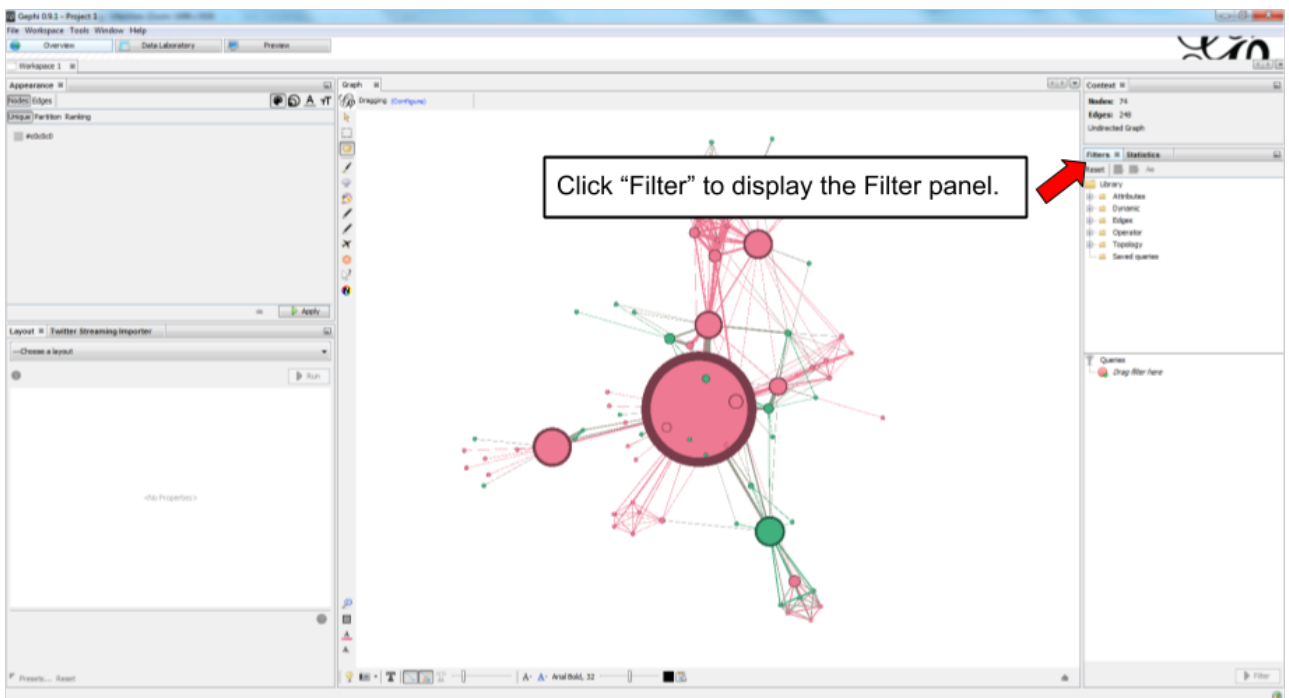 Gephi 0.9.1 - Project 1
File Workspace Tools Window Help
Overview Data Laboratory Preview
Workspace 1
Appearance
Nodes Edges
Unique Partition Ranking
#c0c0c0
Apply
Layout Twitter Streaming Importer
---Choose a layout
Run
<No Properties>
Presets... Reset
Graph
Dragging (Configure)
Click “Filter” to display the Filter panel.
Arial Bold, 32
Context
Nodes: 74
Edges: 248
Undirected Graph
Filters Statistics
Reset
Library
Attributes
Dynamic
Edges
Operator
Topology
Saved queries
Queries
Drag filter here
Filter